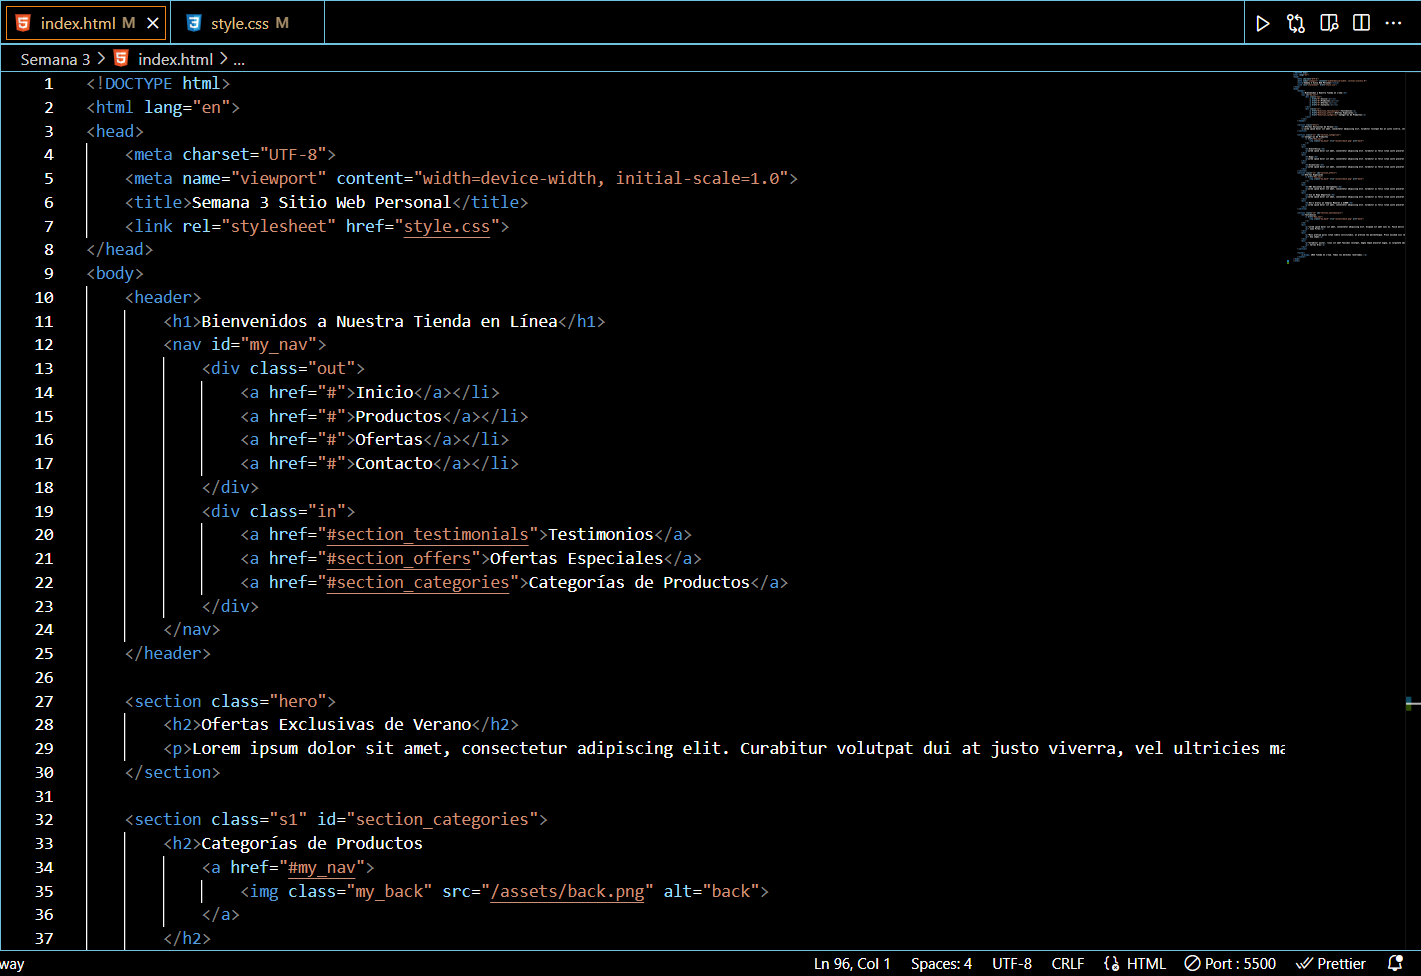 index.html M
style.css M
Semana 3 > index.html > ...
1 <!DOCTYPE html>
2 <html lang="en">
3 <head>
4 <meta charset="UTF-8">
5 <meta name="viewport" content="width=device-width, initial-scale=1.0">
6 <title>Semana 3 Sitio Web Personal</title>
7 <link rel="stylesheet" href="style.css">
8 </head>
9 <body>
10 <header>
11 <h1>Bienvenidos a Nuestra Tienda en Línea</h1>
12 <nav id="my_nav">
13 <div class="out">
14 <a href="#">Inicio</a></li>
15 <a href="#">Productos</a></li>
16 <a href="#">Ofertas</a></li>
17 <a href="#">Contacto</a></li>
18 </div>
19 <div class="in">
20 <a href="#section_testimonials">Testimonios</a>
21 <a href="#section_offers">Ofertas Especiales</a>
22 <a href="#section_categories">Categorías de Productos</a>
23 </div>
24 </nav>
25 </header>
26
27 <section class="hero">
28 <h2>Ofertas Exclusivas de Verano</h2>
29 <p>Lorem ipsum dolor sit amet, consectetur adipiscing elit. Curabitur volutpat dui at justo viverra, vel ultricies ma
30 </section>
31
32 <section class="s1" id="section_categories">
33 <h2>Categorías de Productos
34 <a href="#my_nav">
35 <img class="my_back" src="/assets/back.png" alt="back">
36 </a>
37 </h2>
way
Ln 96, Col 1
Spaces: 4
UTF-8
CRLF
HTML
Port : 5500
Prettier